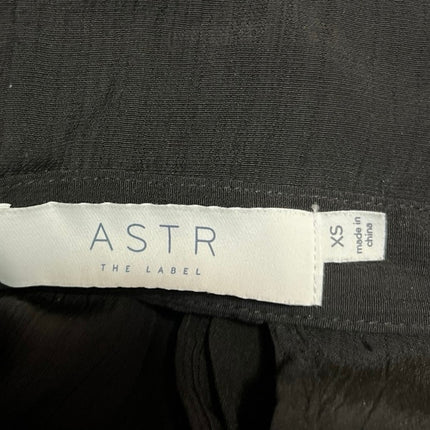 ASTR
THE LABEL
XS
made in
china